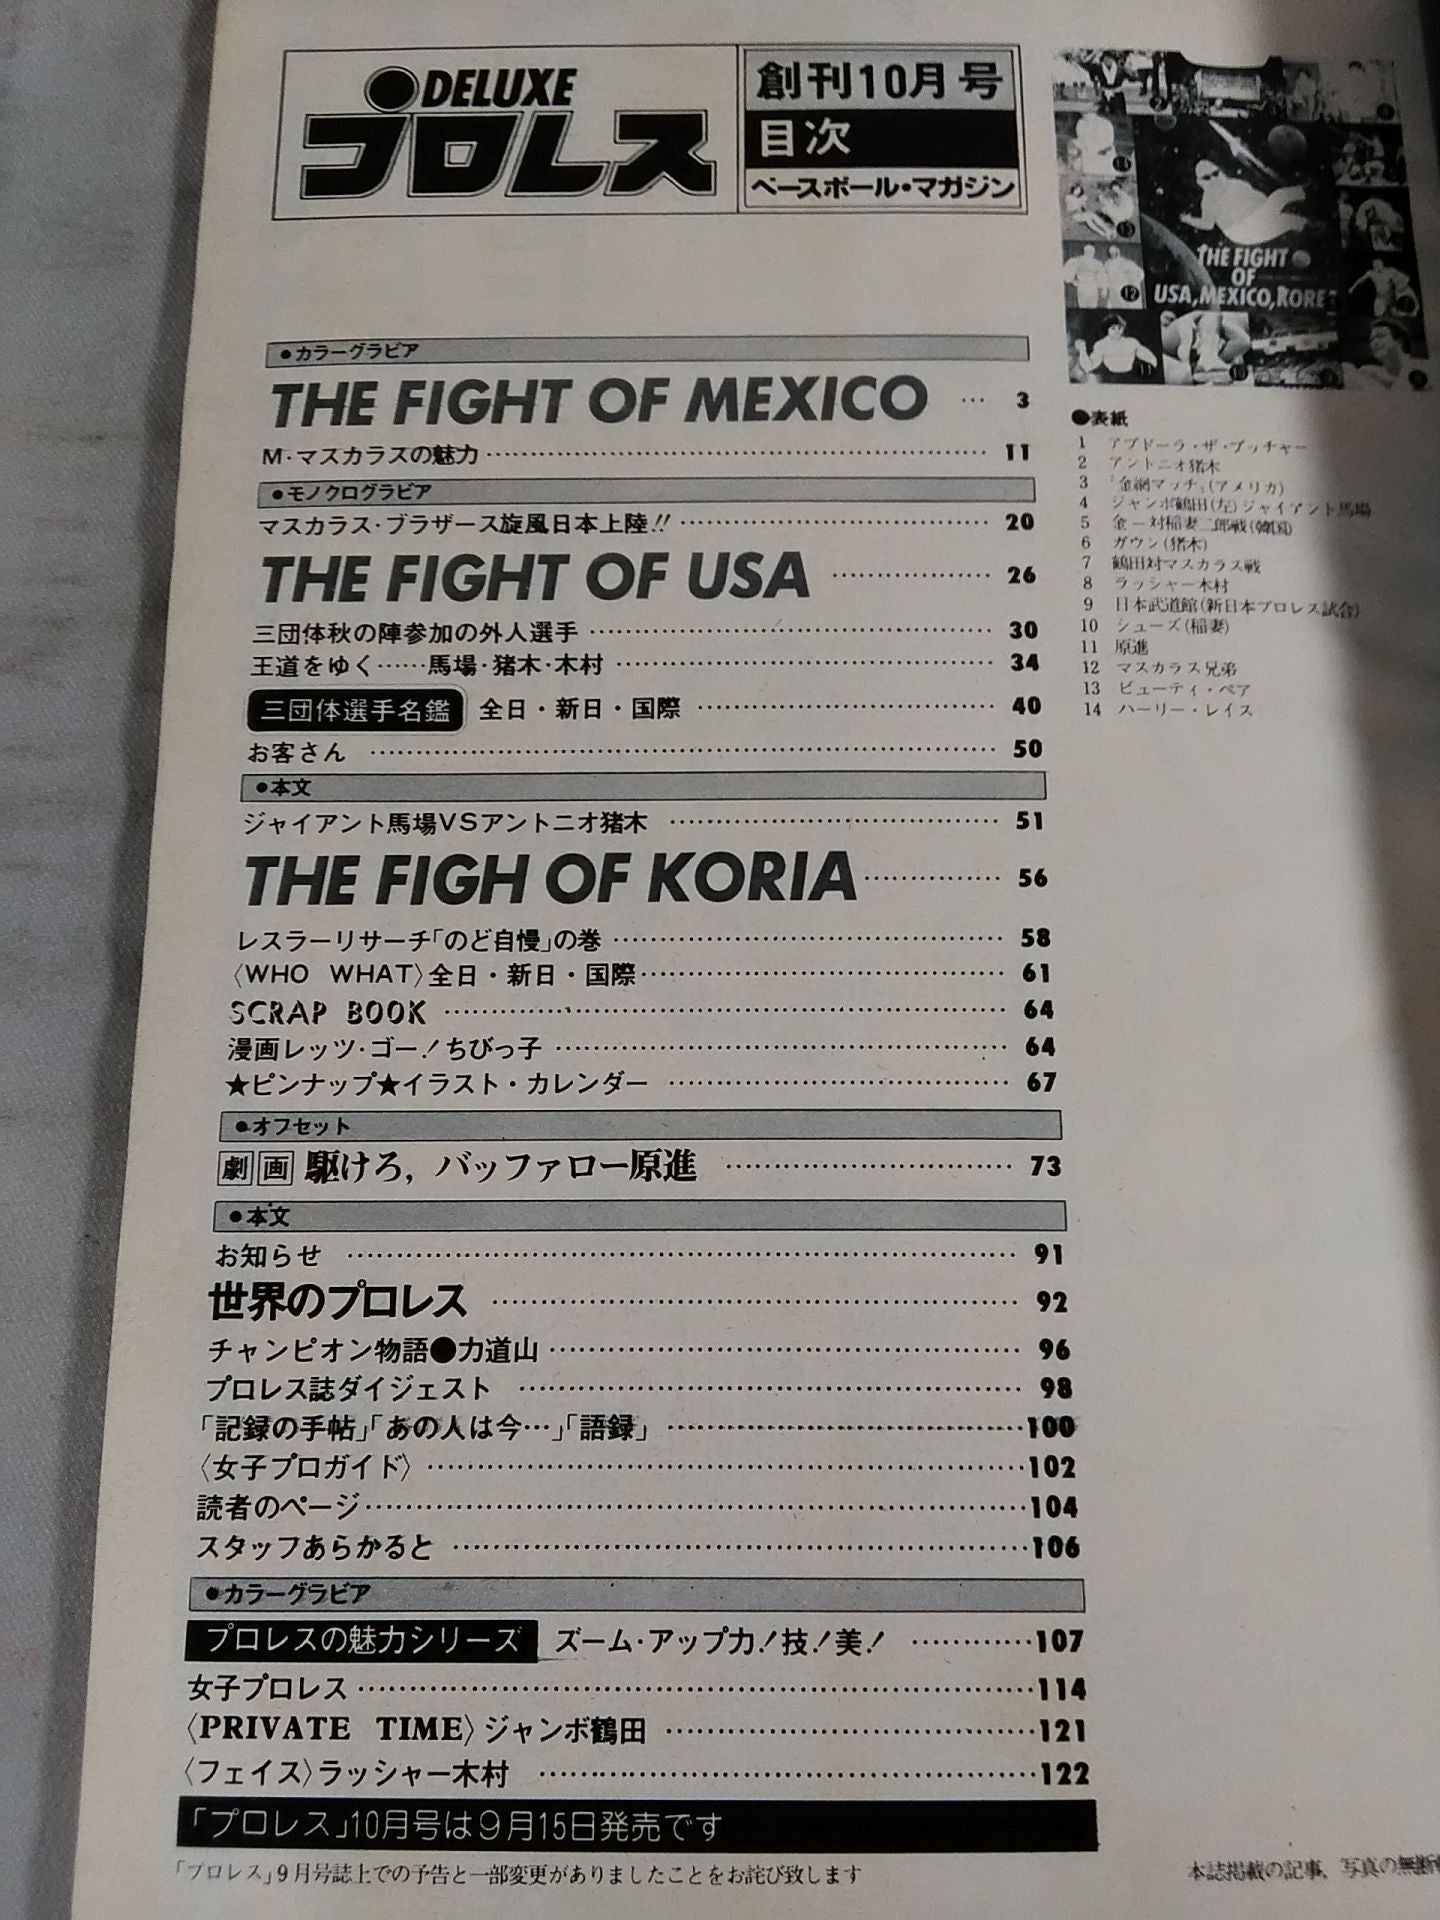 ●DELUXE
プロレス
創刊10月号
目次
ベースボール・マガジン
●カラーグラビア
THE FIGHT OF MEXICO … 3
M・マスカラスの魅力 …… 11
●モノクログラビア
マスカラス・ブラザース旋風日本上陸!! …… 20
THE FIGHT OF USA …… 26
三団体秋の陣参加の外人選手 …… 30
王道をゆく……馬場・猪木・木村 …… 34
三団体選手名鑑 全日・新日・国際 …… 40
お客さん …… 50
●本文
ジャイアント馬場VSアントニオ猪木 …… 51
THE FIGH OF KORIA …… 56
レスラーリサーチ「のど自慢」の巻 …… 58
〈WHO WHAT〉全日・新日・国際 …… 61
SCRAP BOOK …… 64
漫画レッツ・ゴー!ちびっ子 …… 64
★ピンナップ★イラスト・カレンダー …… 67
●オフセット
劇画 駆けろ,バッファロー原進 …… 73
●本文
お知らせ …… 91
世界のプロレス …… 92
チャンピオン物語●力道山 …… 96
プロレス誌ダイジェスト …… 98
「記録の手帖」「あの人は今…」「語録」 …… 100
〈女子プロガイド〉 …… 102
読者のページ …… 104
スタッフあらかると …… 106
●カラーグラビア
プロレスの魅力シリーズ ズーム・アップ力!技!美! …… 107
女子プロレス …… 114
〈PRIVATE TIME〉ジャンボ鶴田 …… 121
〈フェイス〉ラッシャー木村 …… 122
「プロレス」10月号は9月15日発売です
「プロレス」9月号誌上での予告と一部変更がありましたことをお詫び致します
THE FIGHT
OF
USA, MEXICO, KORE
●表紙
1 アブドーラ・ザ・ブッチャー
2 アントニオ猪木
3 「金網マッチ」(アメリカ)
4 ジャンボ鶴田(左)ジャイアント馬場
5 金一対稲妻二郎戦(韓国)
6 ガウン(猪木)
7 鶴田対マスカラス戦
8 ラッシャー木村
9 日本武道館(新日本プロレス試合)
10 シューズ(稲妻)
11 原進
12 マスカラス兄弟
13 ビューティ・ペア
14 ハーリー・レイス
本誌掲載の記事、写真の無断